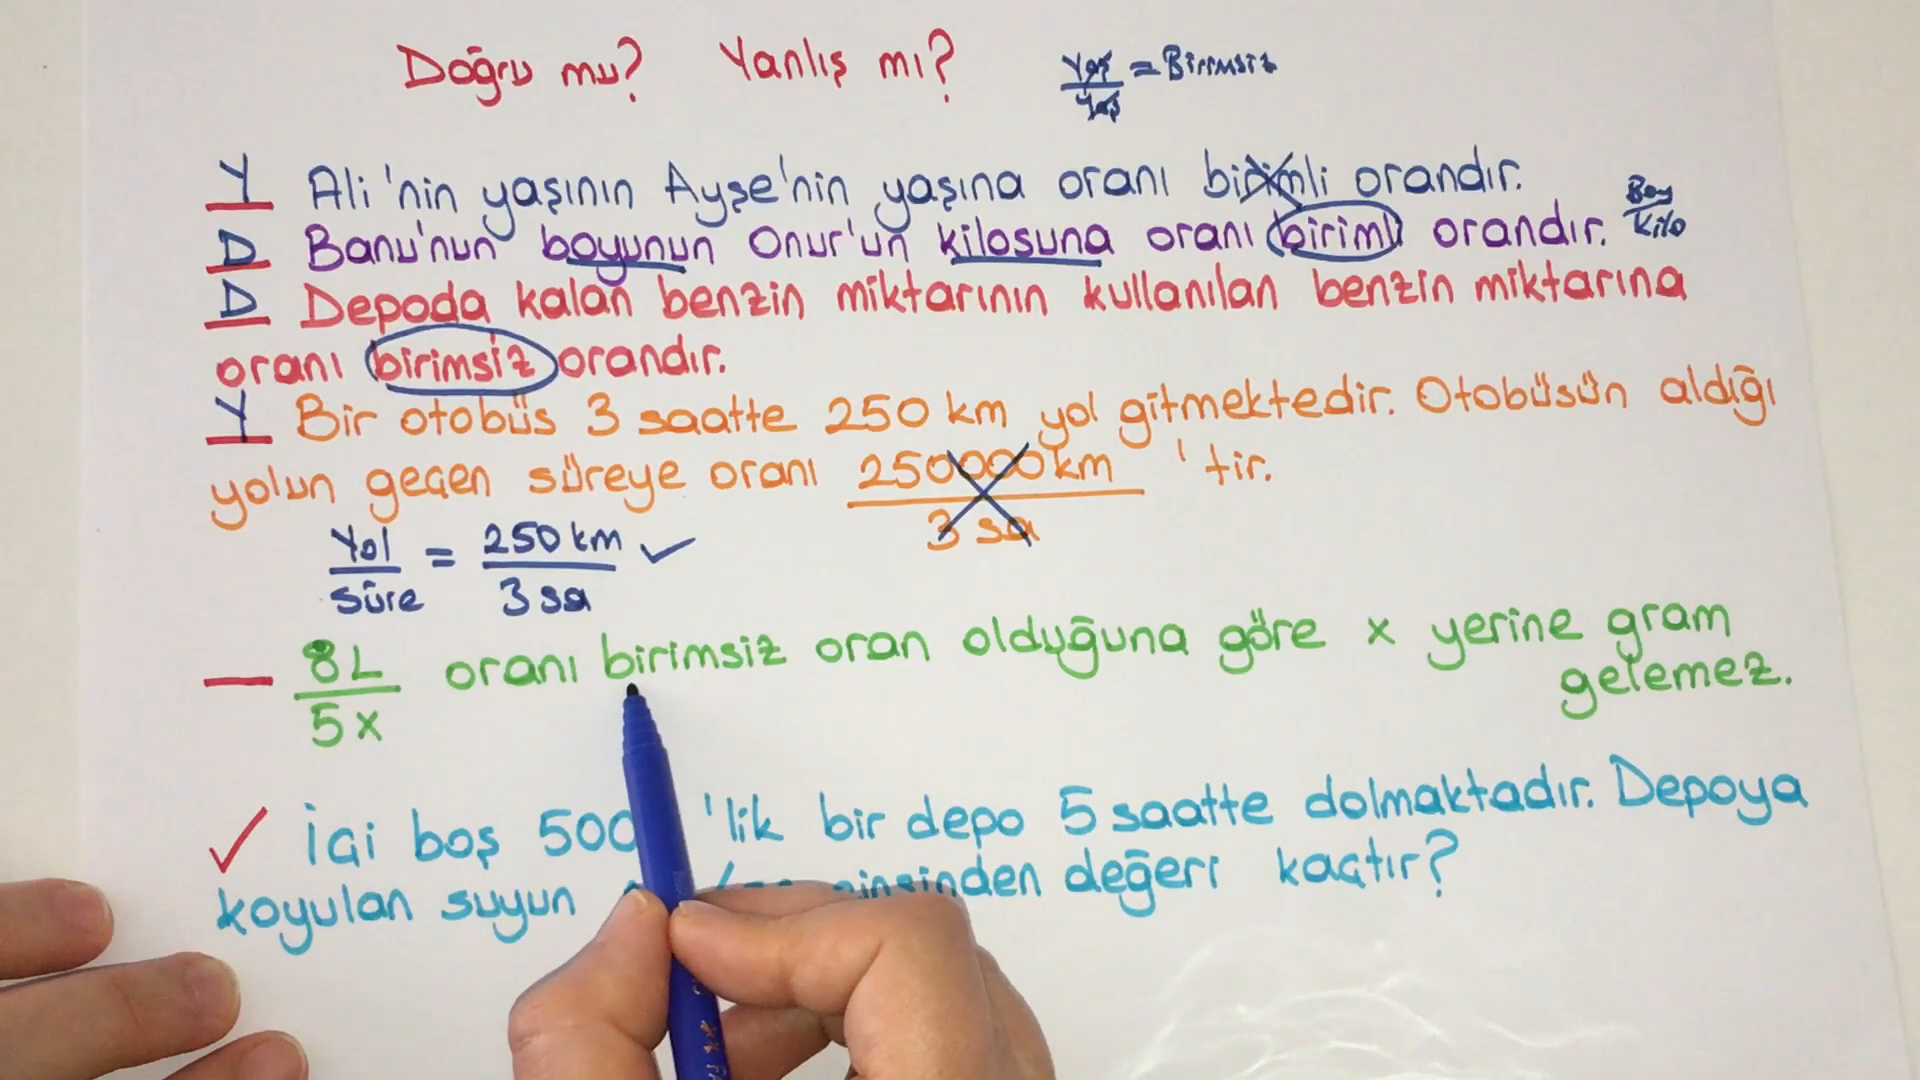 Doğru mu? Yanlış mı?
Yaş/Yaş = Birimsiz
Y Ali'nin yaşının Ayşe'nin yaşına oranı birimli orandır.
D Banu'nun boyunun Onur'un kilosuna oranı birimli orandır.
Boy/Kilo
D Depoda kalan benzin miktarının kullanılan benzin miktarına
oranı birimsiz orandır.
Y Bir otobüs 3 saatte 250 km yol gitmektedir. Otobüsün aldığı
yolun geçen süreye oranı 250000km/3 sa 'tir.
Yol/Süre = 250 km/3 sa ✓
8L/5x oranı birimsiz oran olduğuna göre x yerine gram
gelemez.
✓ İçi boş 'lik bir depo 5 saatte dolmaktadır. Depoya
koyulan suyun cinsinden değeri kaçtır?